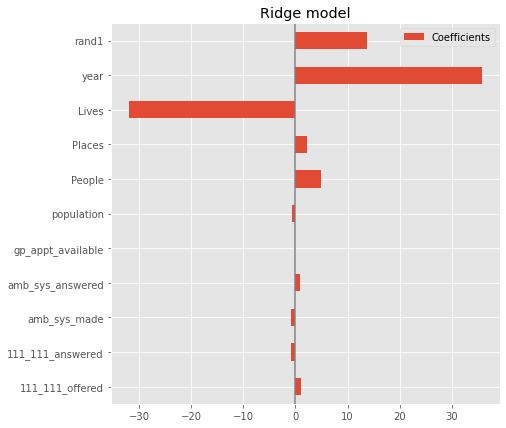 Ridge model
Coefficients
rand1
year
Lives
Places
People
population
gp_appt_available
amb_sys_answered
amb_sys_made
111_111_answered
111_111_offered
−30 −20 −10 0 10 20 30